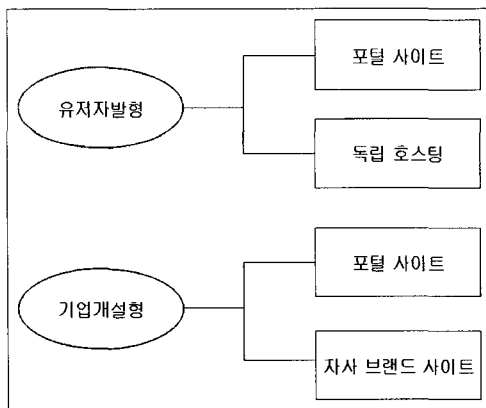 포털 사이트
유저자발형
독립 호스팅
포털 사이트
기업개설형
자사 브랜드 사이트